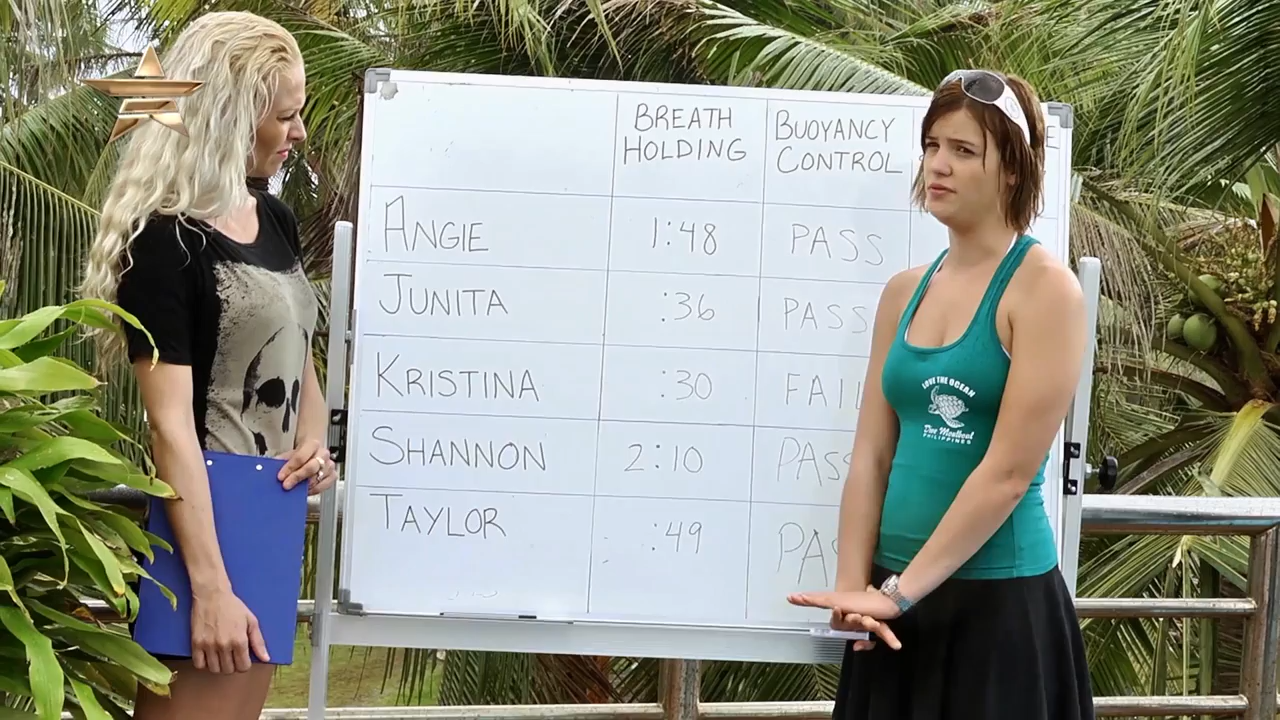 BREATH
HOLDING
BUOYANCY
CONTROL
E
ANGIE 1:48 PASS
JUNITA :36 PASS
KRISTINA :30 FAIL
SHANNON 2:10 PASS
TAYLOR :49 PAS
LOVE THE OCEAN
PHILIPPINES